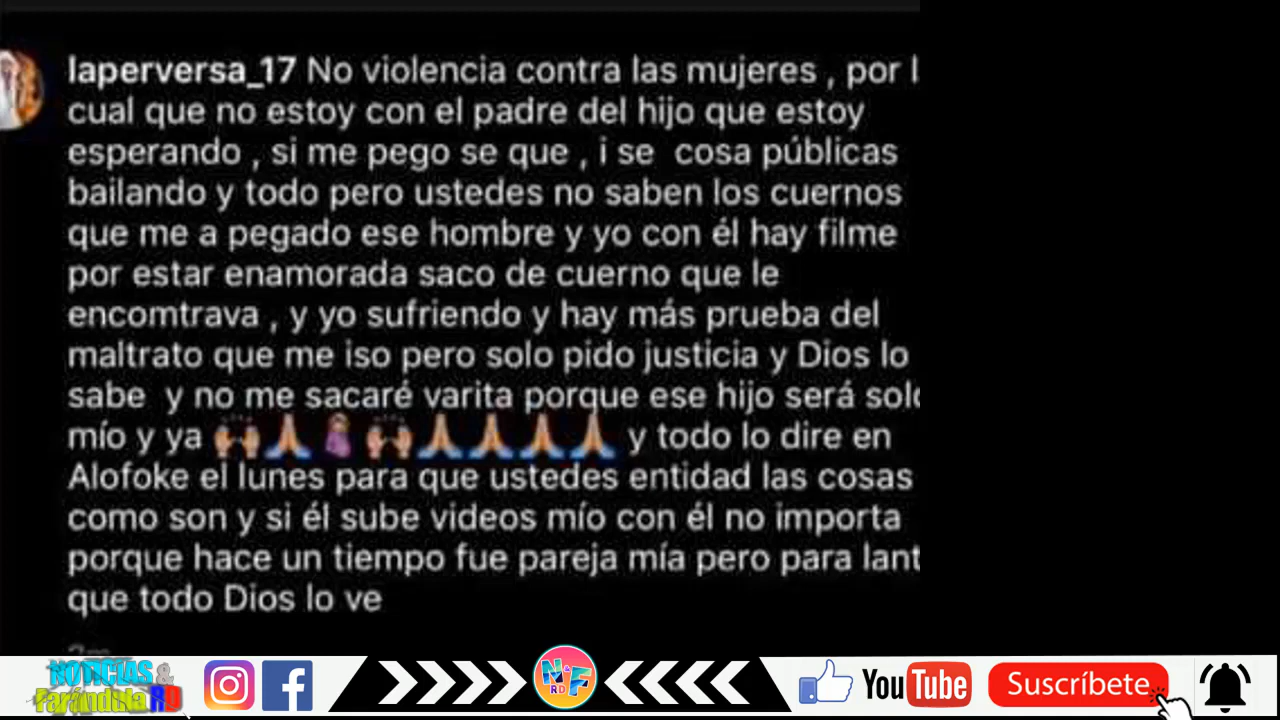 laperversa_17 No violencia contra las mujeres , por l
cual que no estoy con el padre del hijo que estoy
esperando , si me pego se que , i se cosa públicas
bailando y todo pero ustedes no saben los cuernos
que me a pegado ese hombre y yo con él hay filme
por estar enamorada saco de cuerno que le
encomtrava , y yo sufriendo y hay más prueba del
maltrato que me iso pero solo pido justicia y Dios lo
sabe y no me sacaré varita porque ese hijo será solo
mío y ya 🙌🏼🙏🏼🤰🏼🙌🏼🙏🏼🙏🏼🙏🏼🙏🏼 y todo lo dire en
Alofoke el lunes para que ustedes entidad las cosas
como son y si él sube videos mío con él no importa
porque hace un tiempo fue pareja mía pero para lant
que todo Dios lo ve
NOTICIAS &
Farándula RD
N&F
RD
YouTube
Suscríbete